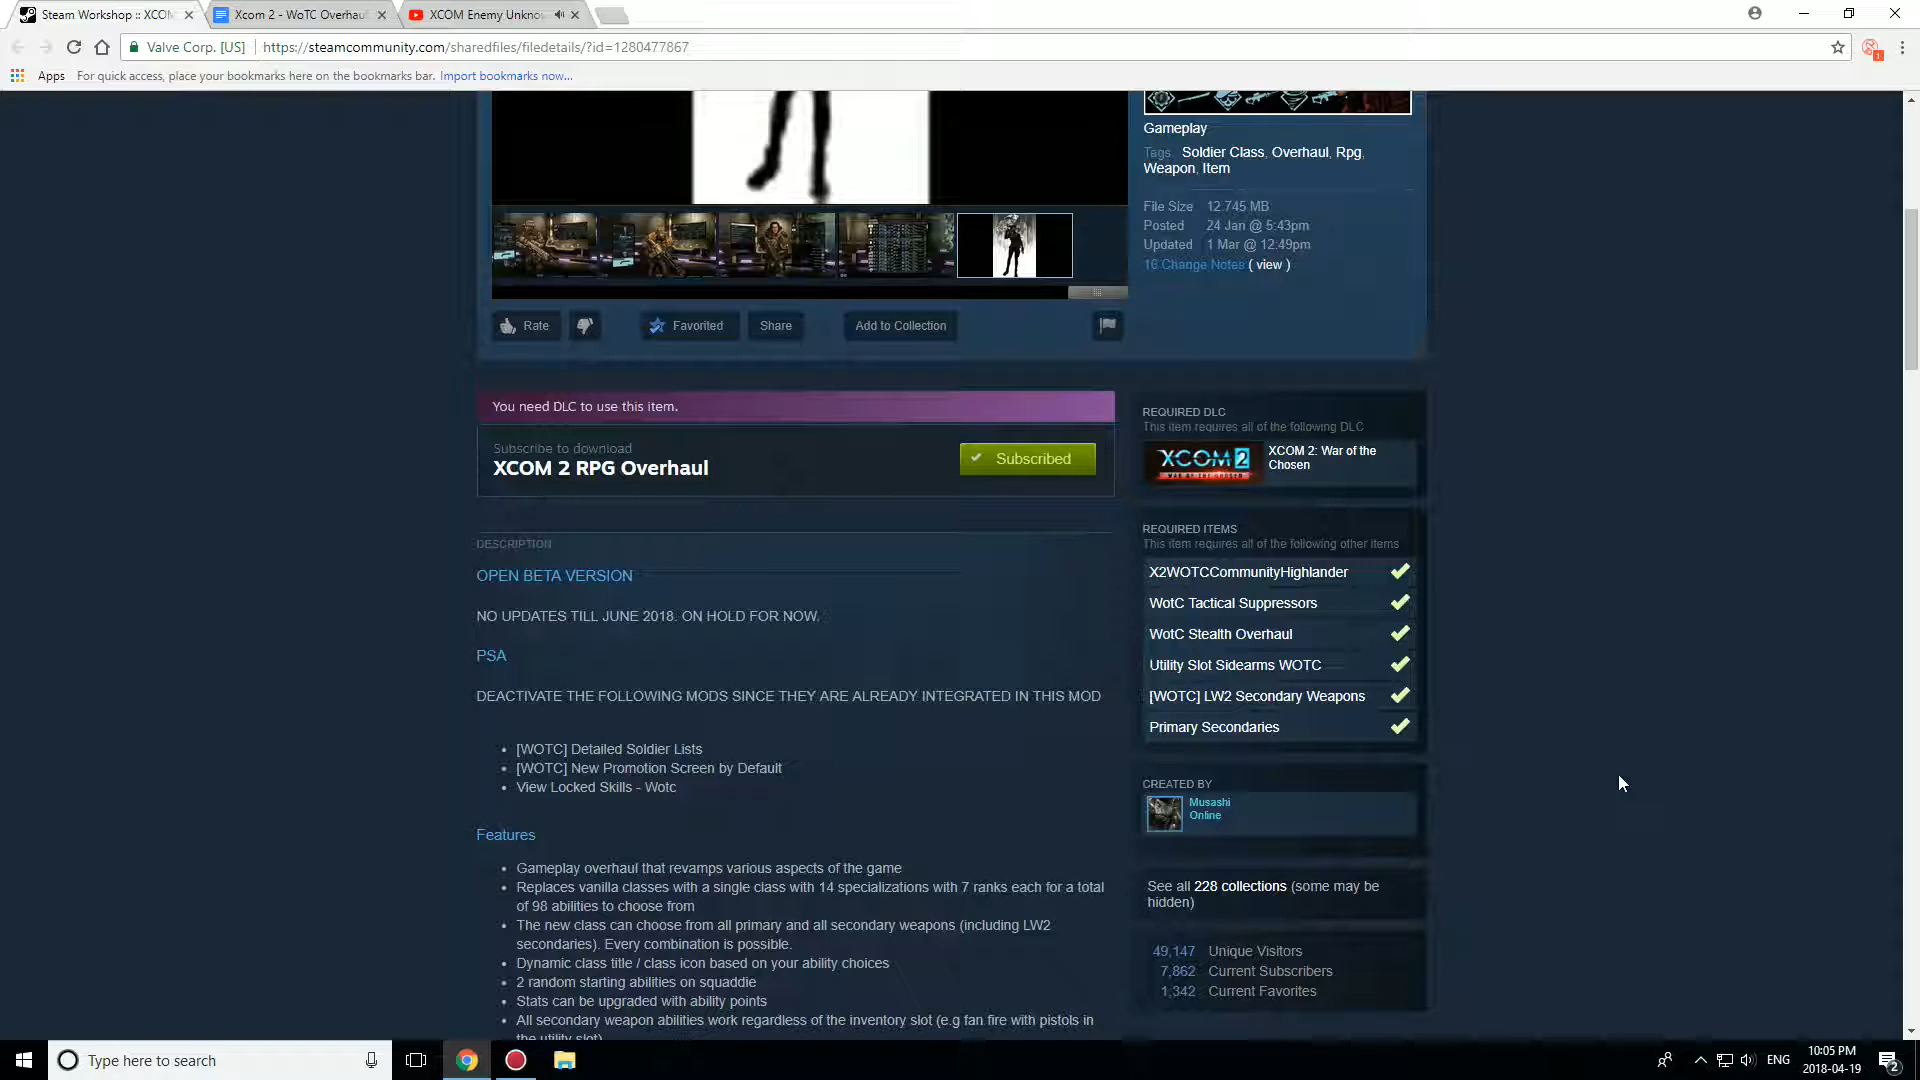 Steam Workshop :: XCOM
Xcom 2 - WoTC Overhaul
XCOM Enemy Unkno
Valve Corp. [US]
https://steamcommunity.com/sharedfiles/filedetails/?id=1280477867
1
Apps
For quick access, place your bookmarks here on the bookmarks bar.
Import bookmarks now...
Gameplay
Tags: Soldier Class, Overhaul, Rpg,
Weapon, Item
File Size 12.745 MB
Posted 24 Jan @ 5:43pm
Updated 1 Mar @ 12:49pm
16 Change Notes ( view )
Rate
Favorited
Share
Add to Collection
You need DLC to use this item.
Subscribe to download
XCOM 2 RPG Overhaul
Subscribed
REQUIRED DLC
This item requires all of the following DLC
XCOM 2
WAR OF THE CHOSEN
XCOM 2: War of the
Chosen
REQUIRED ITEMS
This item requires all of the following other items
X2WOTCCommunityHighlander
WotC Tactical Suppressors
WotC Stealth Overhaul
Utility Slot Sidearms WOTC
[WOTC] LW2 Secondary Weapons
Primary Secondaries
CREATED BY
Musashi
Online
See all 228 collections (some may be
hidden)
49,147 Unique Visitors
7,862 Current Subscribers
1,342 Current Favorites
DESCRIPTION
OPEN BETA VERSION
NO UPDATES TILL JUNE 2018. ON HOLD FOR NOW.
PSA
DEACTIVATE THE FOLLOWING MODS SINCE THEY ARE ALREADY INTEGRATED IN THIS MOD
• [WOTC] Detailed Soldier Lists
• [WOTC] New Promotion Screen by Default
• View Locked Skills - Wotc
Features
• Gameplay overhaul that revamps various aspects of the game
• Replaces vanilla classes with a single class with 14 specializations with 7 ranks each for a total
of 98 abilities to choose from
• The new class can choose from all primary and all secondary weapons (including LW2
secondaries). Every combination is possible.
• Dynamic class title / class icon based on your ability choices
• 2 random starting abilities on squaddie
• Stats can be upgraded with ability points
• All secondary weapon abilities work regardless of the inventory slot (e.g fan fire with pistols in
the utility slot)
Type here to search
ENG
10:05 PM
2018-04-19
2